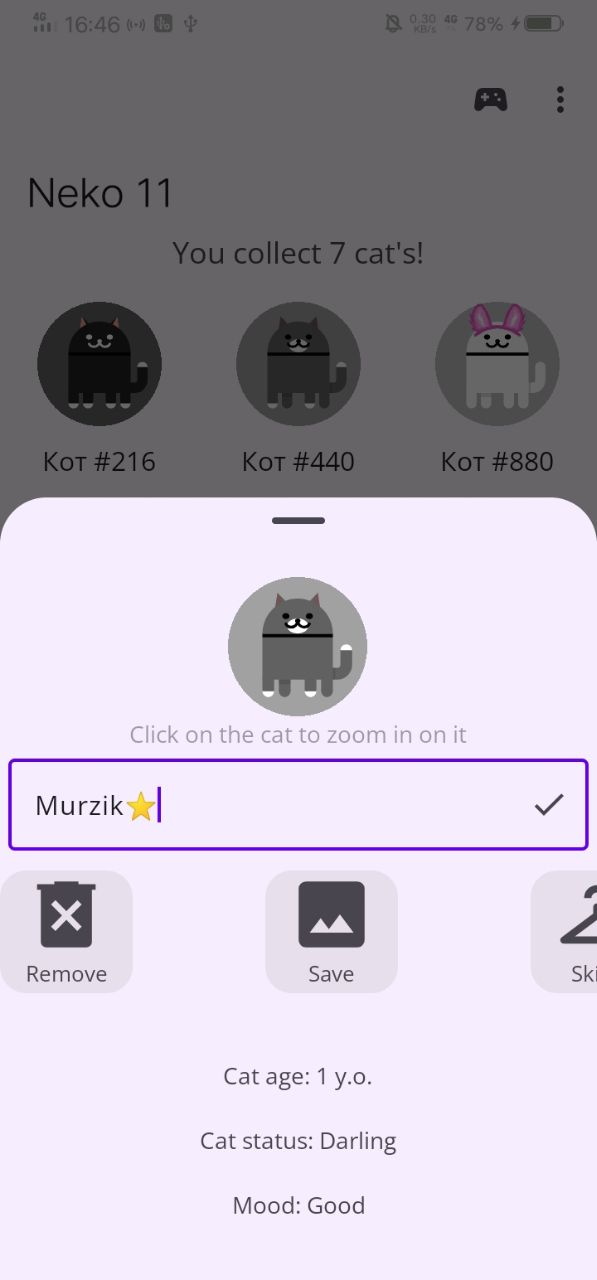 4G 16:46 0.30 KB/s 4G 78%
Neko 11
You collect 7 cat's!
Кот #216 Кот #440 Кот #880
Click on the cat to zoom in on it
Murzik⭐
Remove Save Ski
Cat age: 1 y.o.
Cat status: Darling
Mood: Good